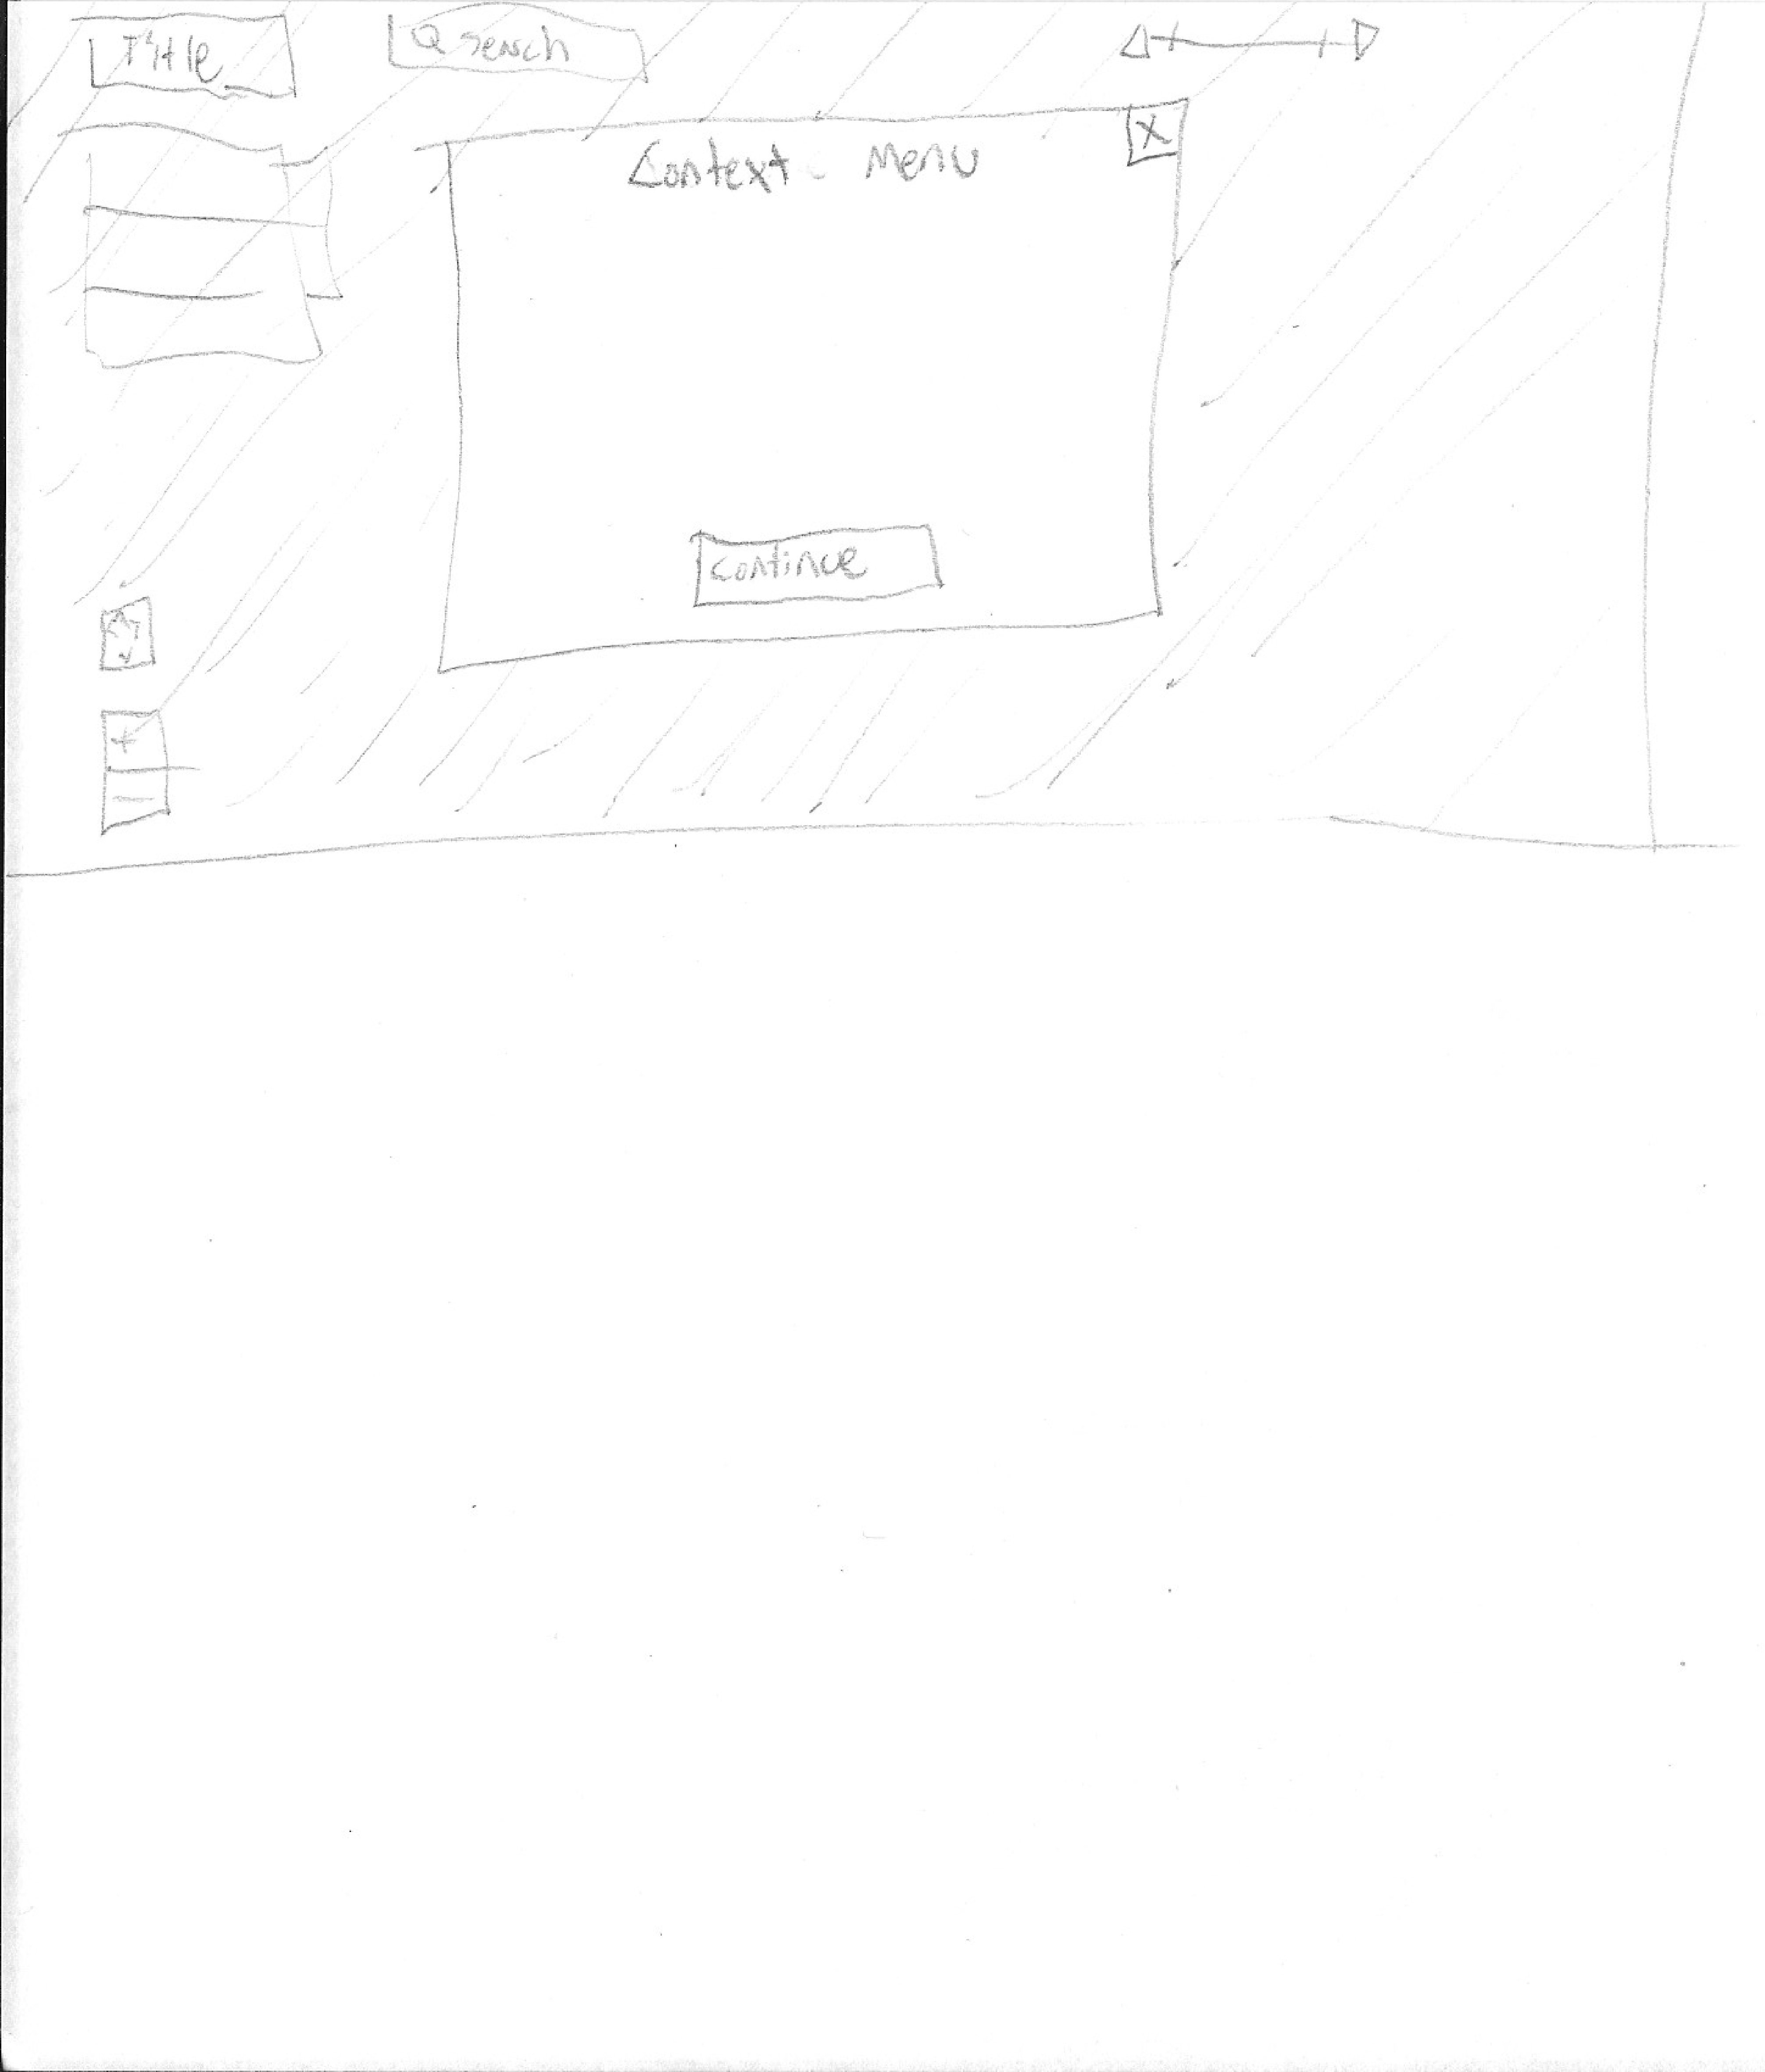 Title
Search
Context Menu
X
Continue
+
-